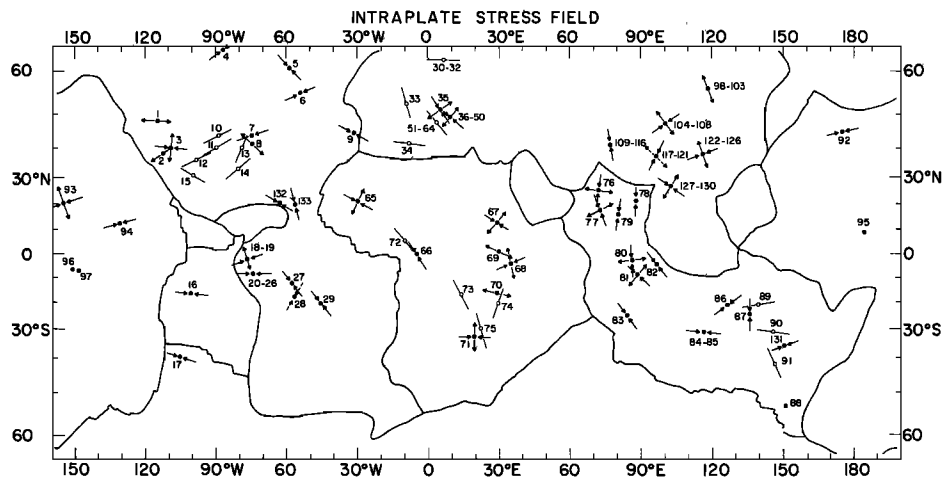 INTRAPLATE STRESS FIELD
150 120 90°W 60 30°W 0 30°E 60 90°E 120 150 180
60 60
4 5
30-32
98-103
6 33 35
1 10 7 9 51-64 36-50 104-108 92
3 11 8 34 109-116 117-121 122-126
2 12 13
15 14
30°N 30°N
93 132 133 65 76 78 127-130
94 67 77 79 95
72 66
0 18-19 69 68 80 0
96 97 20-26 27 81 82
16 28 29 73 70 74 86 89
87
30°S 83 90 30°S
75 84-85 131
71
17 91
88
60 60
150 120 90°W 60 30°W 0 30°E 60 90°E 120 150 180